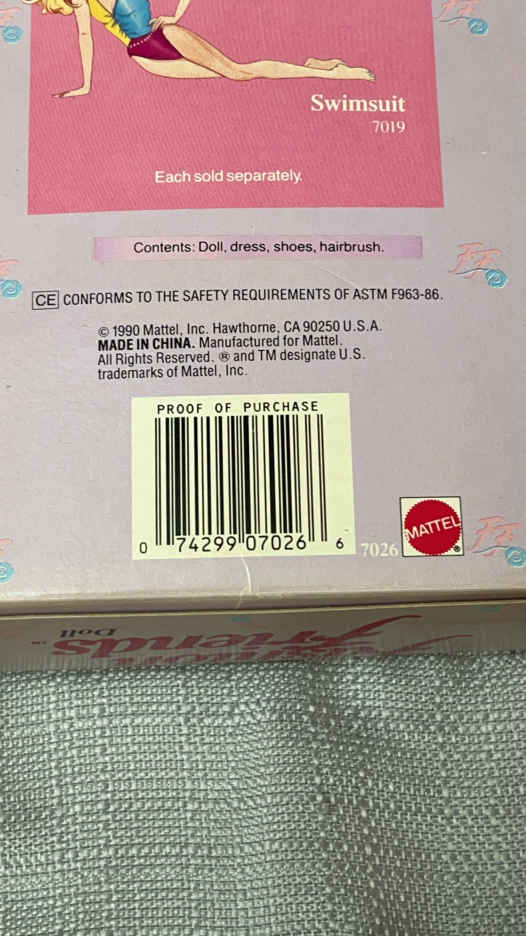 Swimsuit
7019
Each sold separately.
Contents: Doll, dress, shoes, hairbrush.
CE CONFORMS TO THE SAFETY REQUIREMENTS OF ASTM F963-86.
© 1990 Mattel, Inc. Hawthorne, CA 90250 U.S.A.
MADE IN CHINA. Manufactured for Mattel.
All Rights Reserved. ® and TM designate U.S.
trademarks of Mattel, Inc.
PROOF OF PURCHASE
0 74299 07026 6
7026
MATTEL®
Friends™
Doll